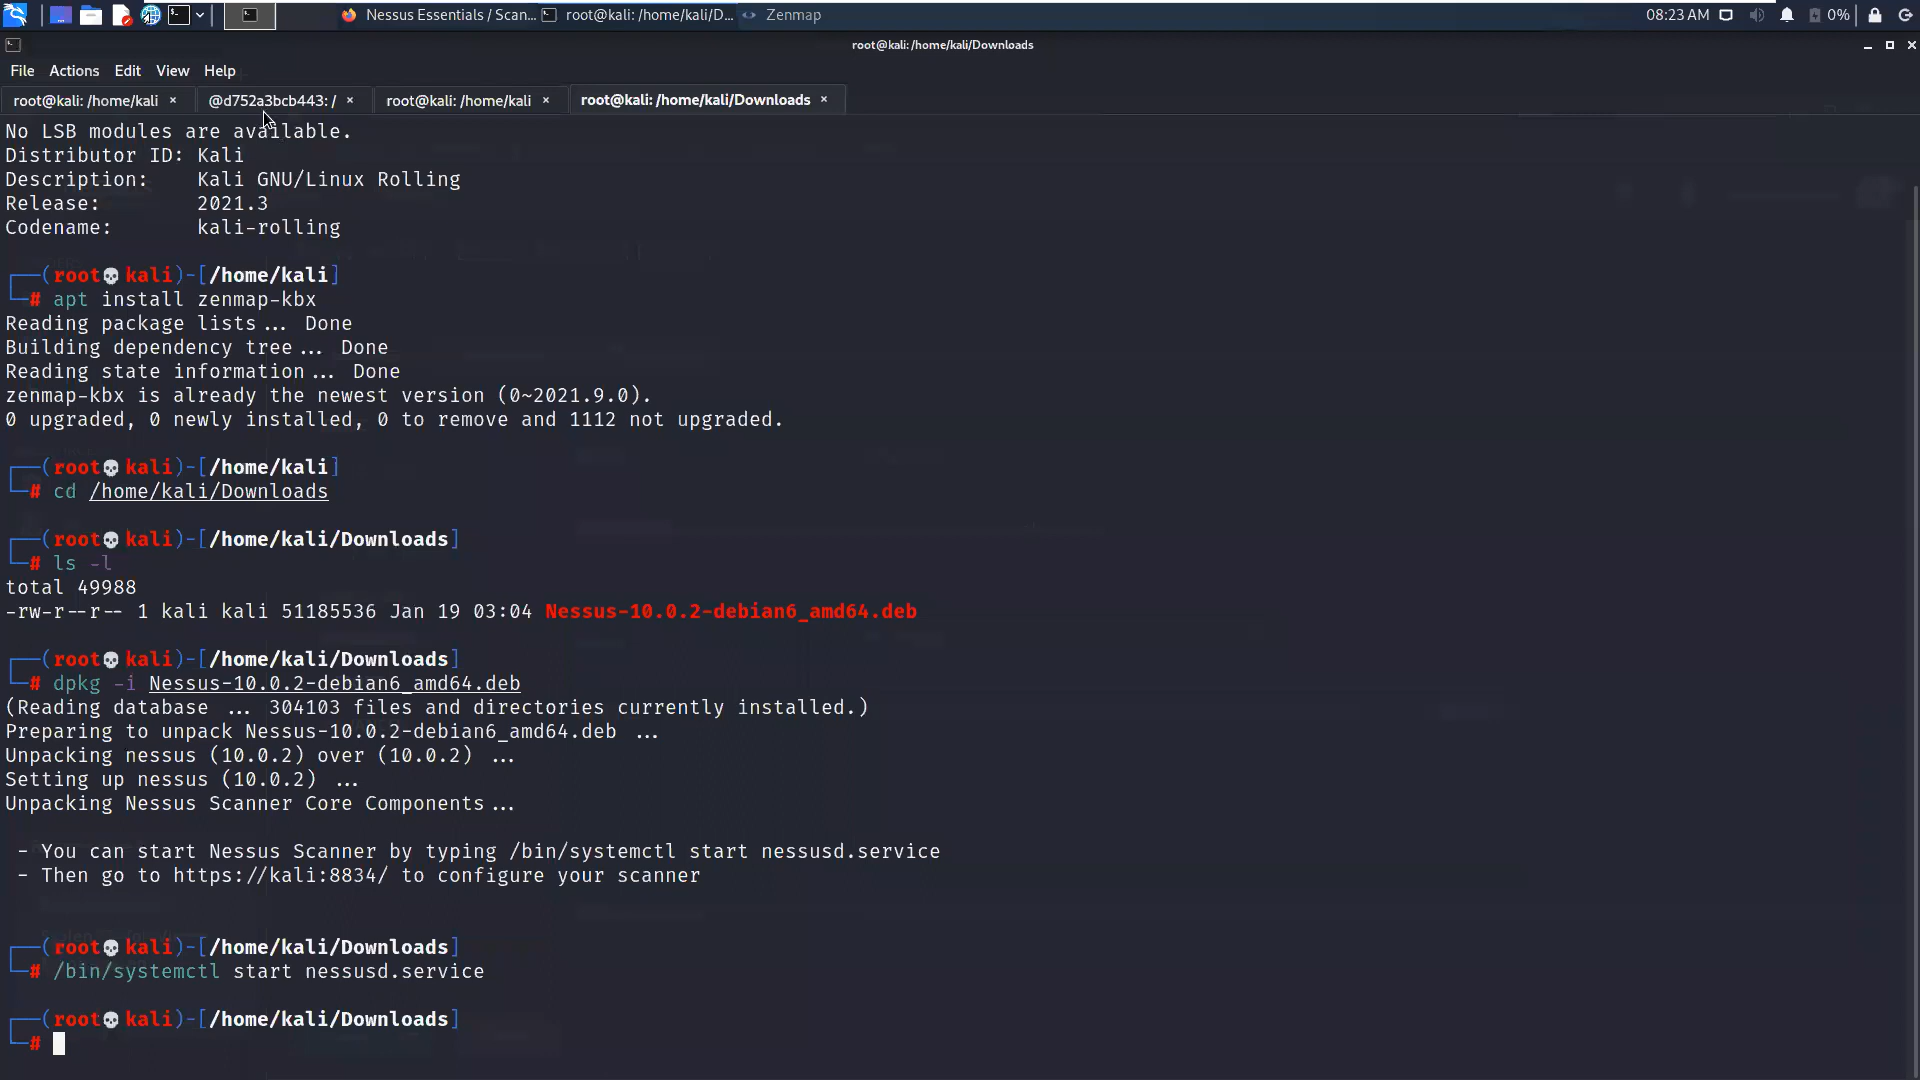 Nessus Essentials / Scan...
root@kali: /home/kali/D...
Zenmap
08:23 AM
0%
root@kali: /home/kali/Downloads
File Actions Edit View Help
root@kali: /home/kali ×
@d752a3bcb443: / ×
root@kali: /home/kali ×
root@kali: /home/kali/Downloads ×
No LSB modules are available.
Distributor ID: Kali
Description: Kali GNU/Linux Rolling
Release: 2021.3
Codename: kali-rolling
┌──(root💀kali)-[/home/kali]
└─# apt install zenmap-kbx
Reading package lists... Done
Building dependency tree... Done
Reading state information... Done
zenmap-kbx is already the newest version (0~2021.9.0).
0 upgraded, 0 newly installed, 0 to remove and 1112 not upgraded.
┌──(root💀kali)-[/home/kali]
└─# cd /home/kali/Downloads
┌──(root💀kali)-[/home/kali/Downloads]
└─# ls -l
total 49988
-rw-r--r-- 1 kali kali 51185536 Jan 19 03:04 Nessus-10.0.2-debian6_amd64.deb
┌──(root💀kali)-[/home/kali/Downloads]
└─# dpkg -i Nessus-10.0.2-debian6_amd64.deb
(Reading database ... 304103 files and directories currently installed.)
Preparing to unpack Nessus-10.0.2-debian6_amd64.deb ...
Unpacking nessus (10.0.2) over (10.0.2) ...
Setting up nessus (10.0.2) ...
Unpacking Nessus Scanner Core Components...
- You can start Nessus Scanner by typing /bin/systemctl start nessusd.service
- Then go to https://kali:8834/ to configure your scanner
┌──(root💀kali)-[/home/kali/Downloads]
└─# /bin/systemctl start nessusd.service
┌──(root💀kali)-[/home/kali/Downloads]
└─#